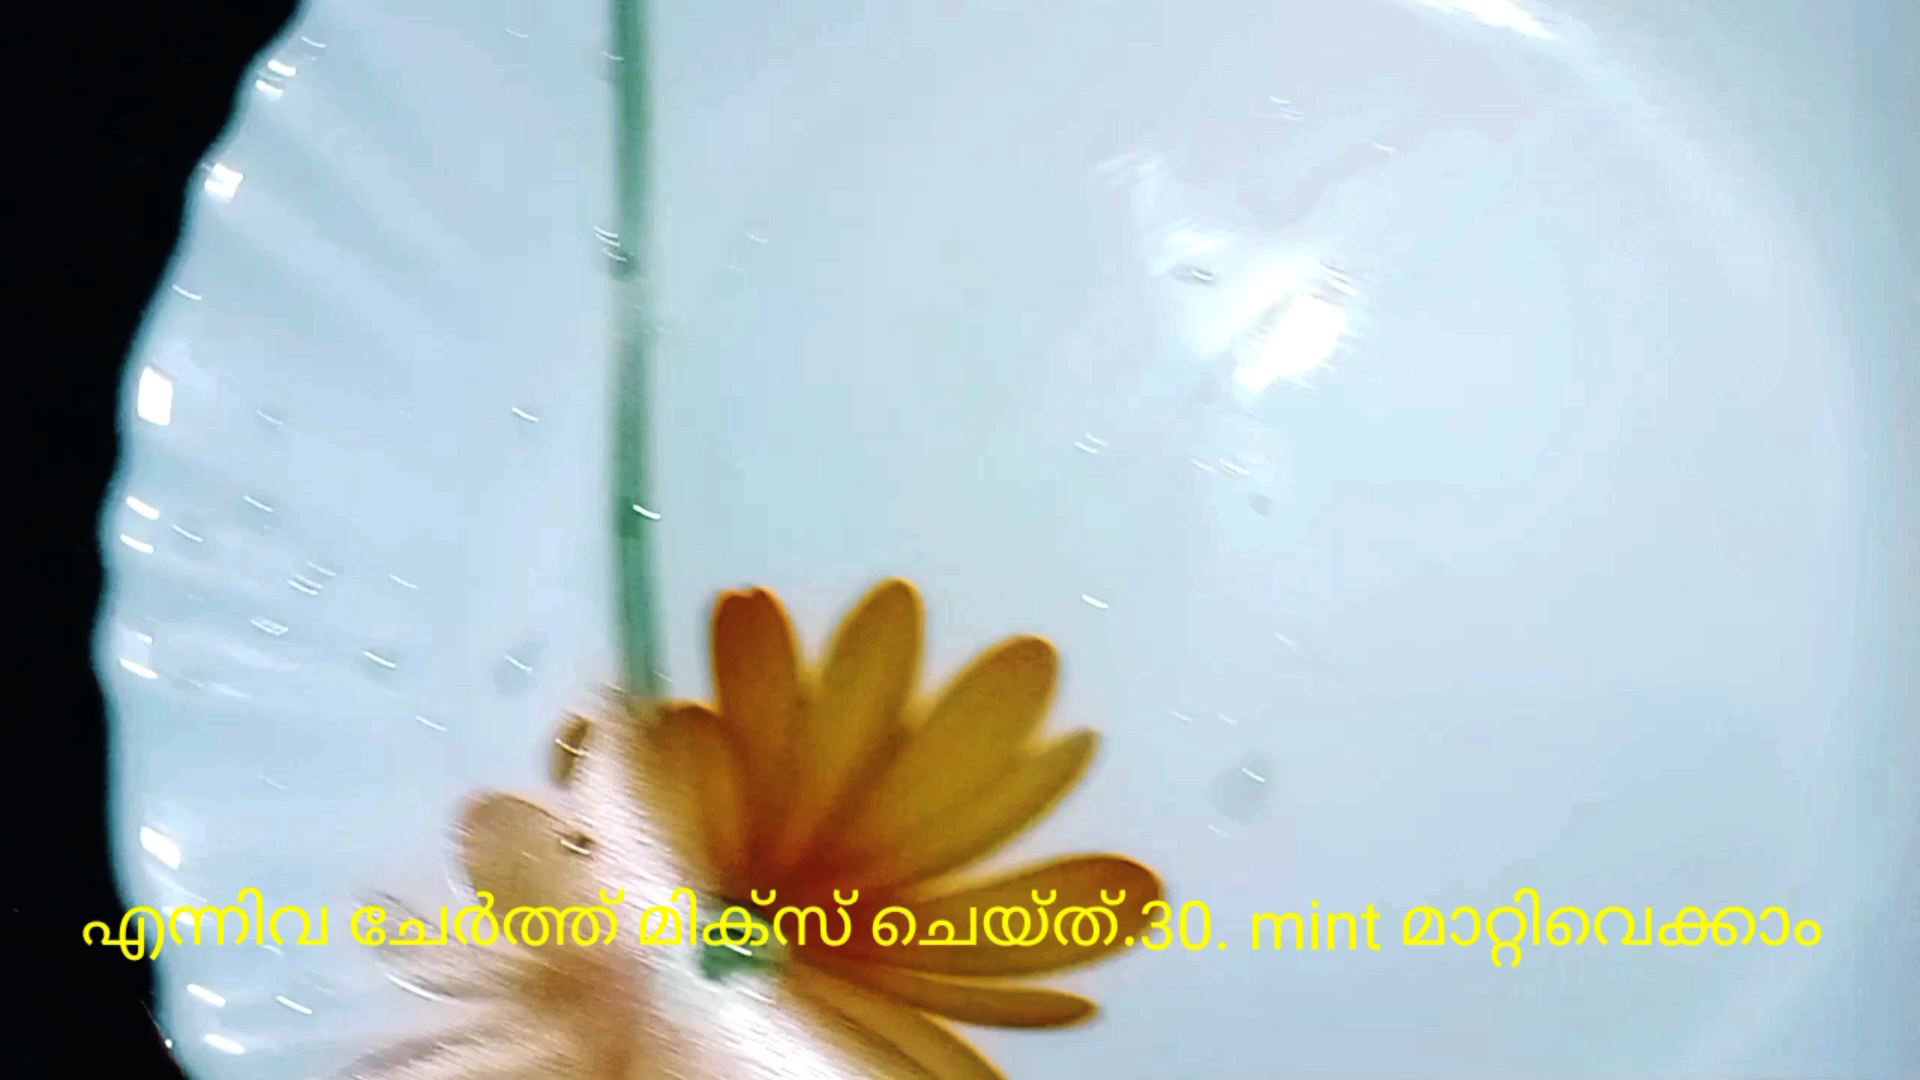 എന്നിവ ചേർത്ത് മിക്സ് ചെയ്ത്.30. mint മാറ്റിവെക്കാം